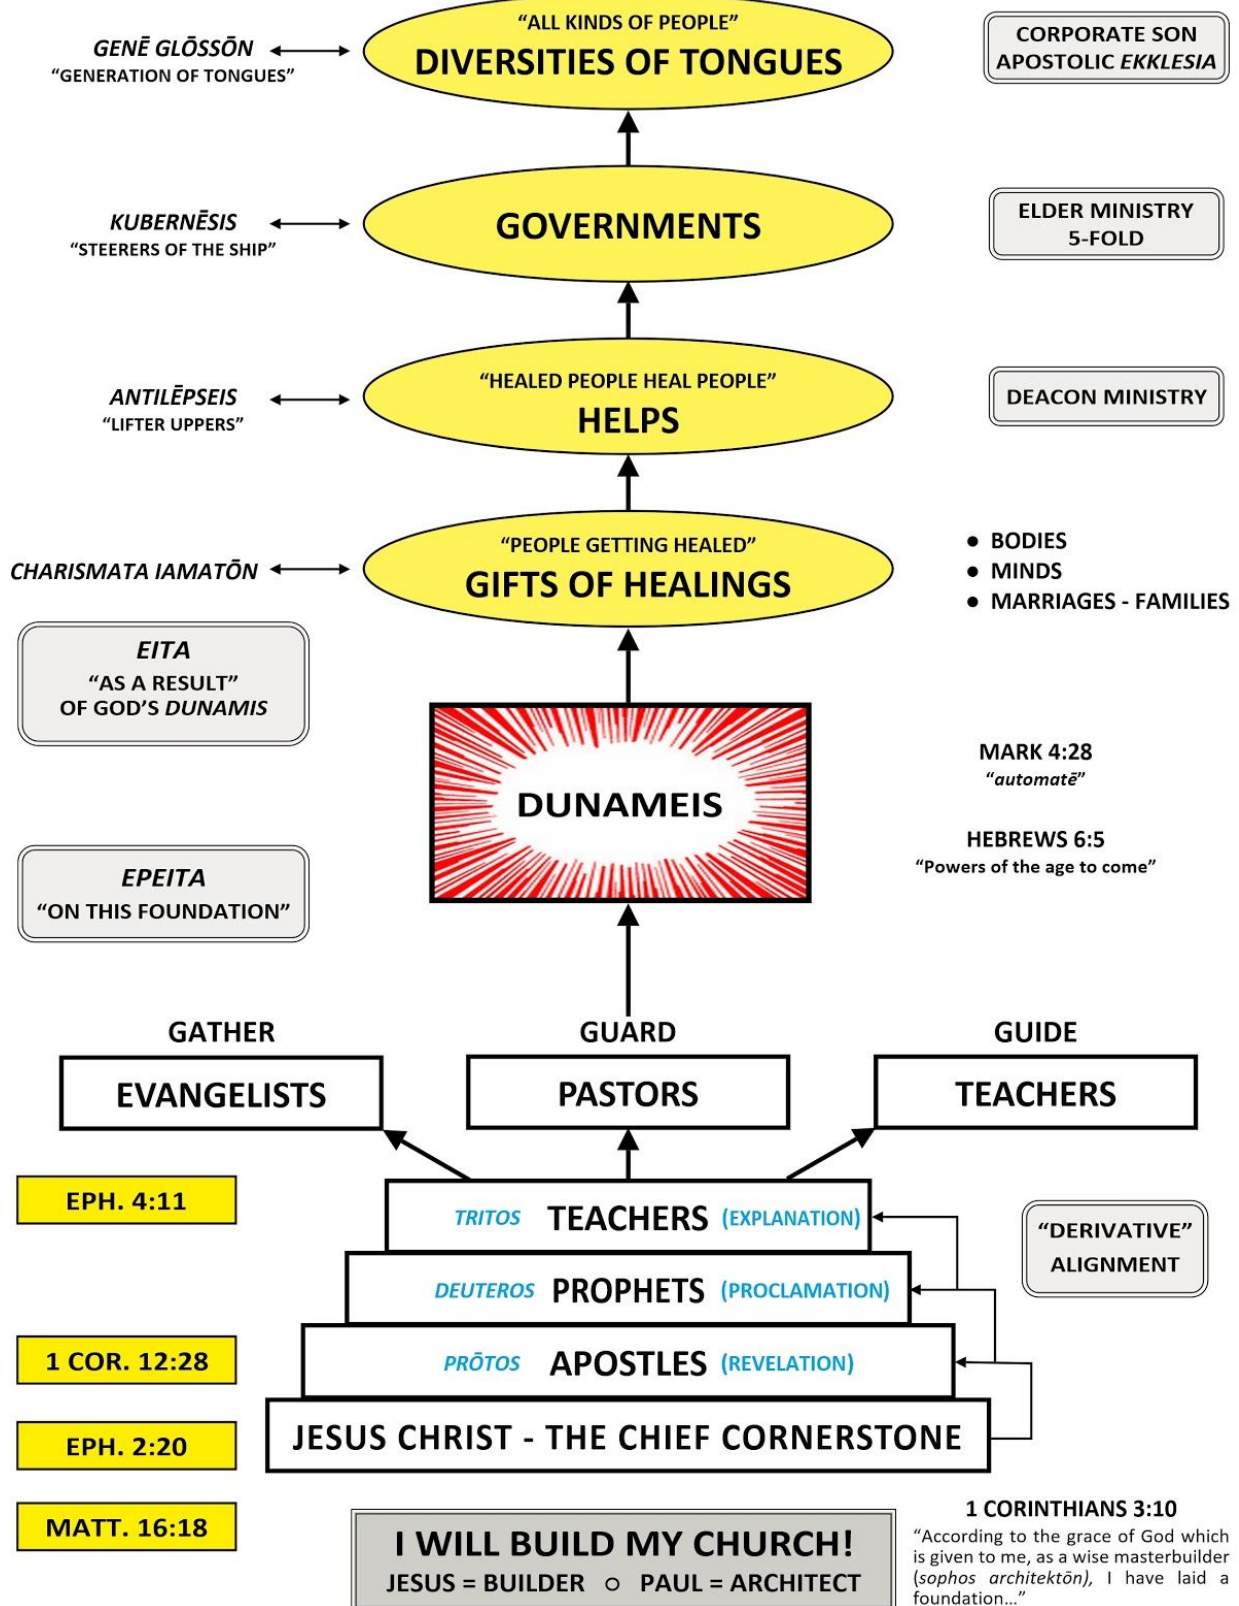 GENĒ GLŌSSŌN
“GENERATION OF TONGUES”
“ALL KINDS OF PEOPLE”
DIVERSITIES OF TONGUES
CORPORATE SON
APOSTOLIC EKKLESIA
KUBERNĒSIS
“STEERERS OF THE SHIP”
GOVERNMENTS
ELDER MINISTRY
5-FOLD
ANTILĒPSEIS
“LIFTER UPPERS”
“HEALED PEOPLE HEAL PEOPLE”
HELPS
DEACON MINISTRY
CHARISMATA IAMATŌN
“PEOPLE GETTING HEALED”
GIFTS OF HEALINGS
● BODIES
● MINDS
● MARRIAGES - FAMILIES
EITA
“AS A RESULT”
OF GOD’S DUNAMIS
DUNAMEIS
MARK 4:28
“automatē”
HEBREWS 6:5
“Powers of the age to come”
EPEITA
“ON THIS FOUNDATION”
GATHER
EVANGELISTS
GUARD
PASTORS
GUIDE
TEACHERS
EPH. 4:11
TRITOS TEACHERS (EXPLANATION)
“DERIVATIVE”
ALIGNMENT
DEUTEROS PROPHETS (PROCLAMATION)
1 COR. 12:28
PRŌTOS APOSTLES (REVELATION)
EPH. 2:20
JESUS CHRIST - THE CHIEF CORNERSTONE
MATT. 16:18
I WILL BUILD MY CHURCH!
JESUS = BUILDER ○ PAUL = ARCHITECT
1 CORINTHIANS 3:10
“According to the grace of God which
is given to me, as a wise masterbuilder
(sophos architektōn), I have laid a
foundation…”